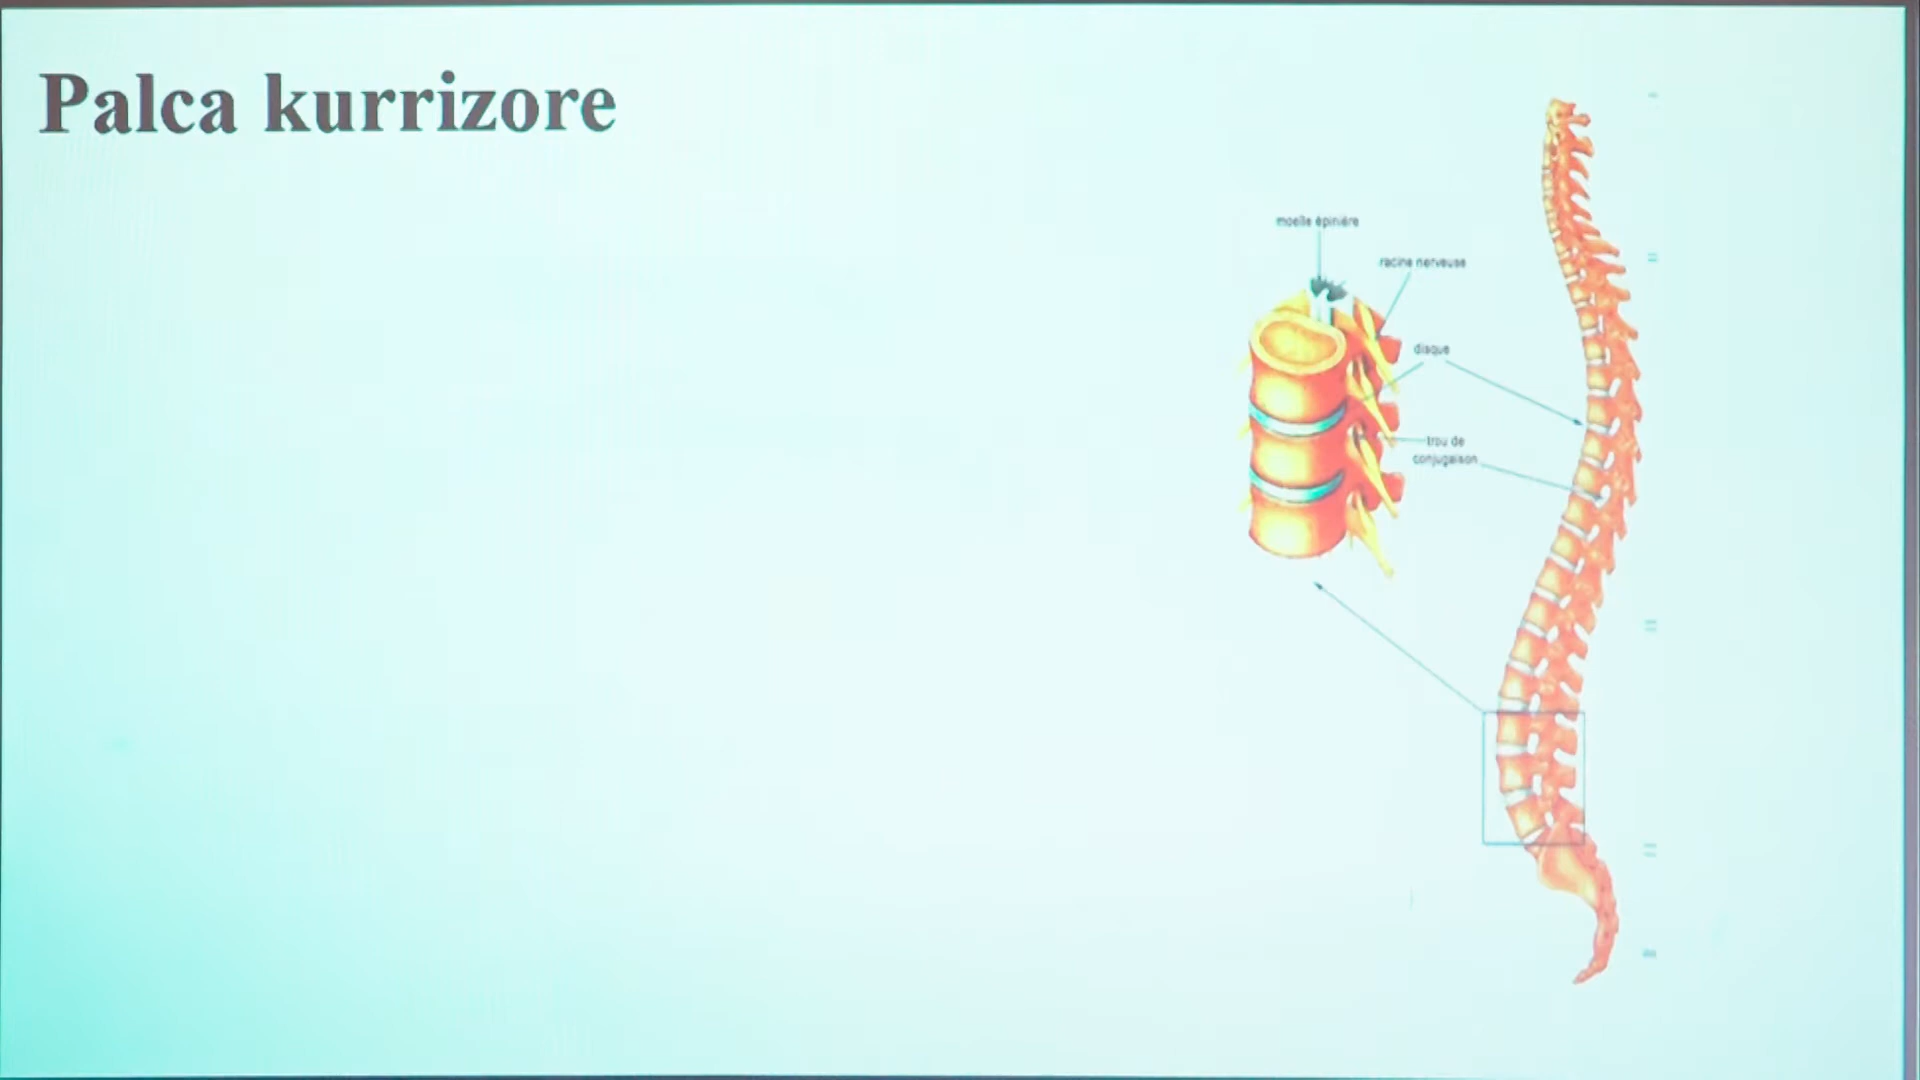 Palca kurrizore
moelle épinière
racine nerveuse
disque
trou de
conjugaison